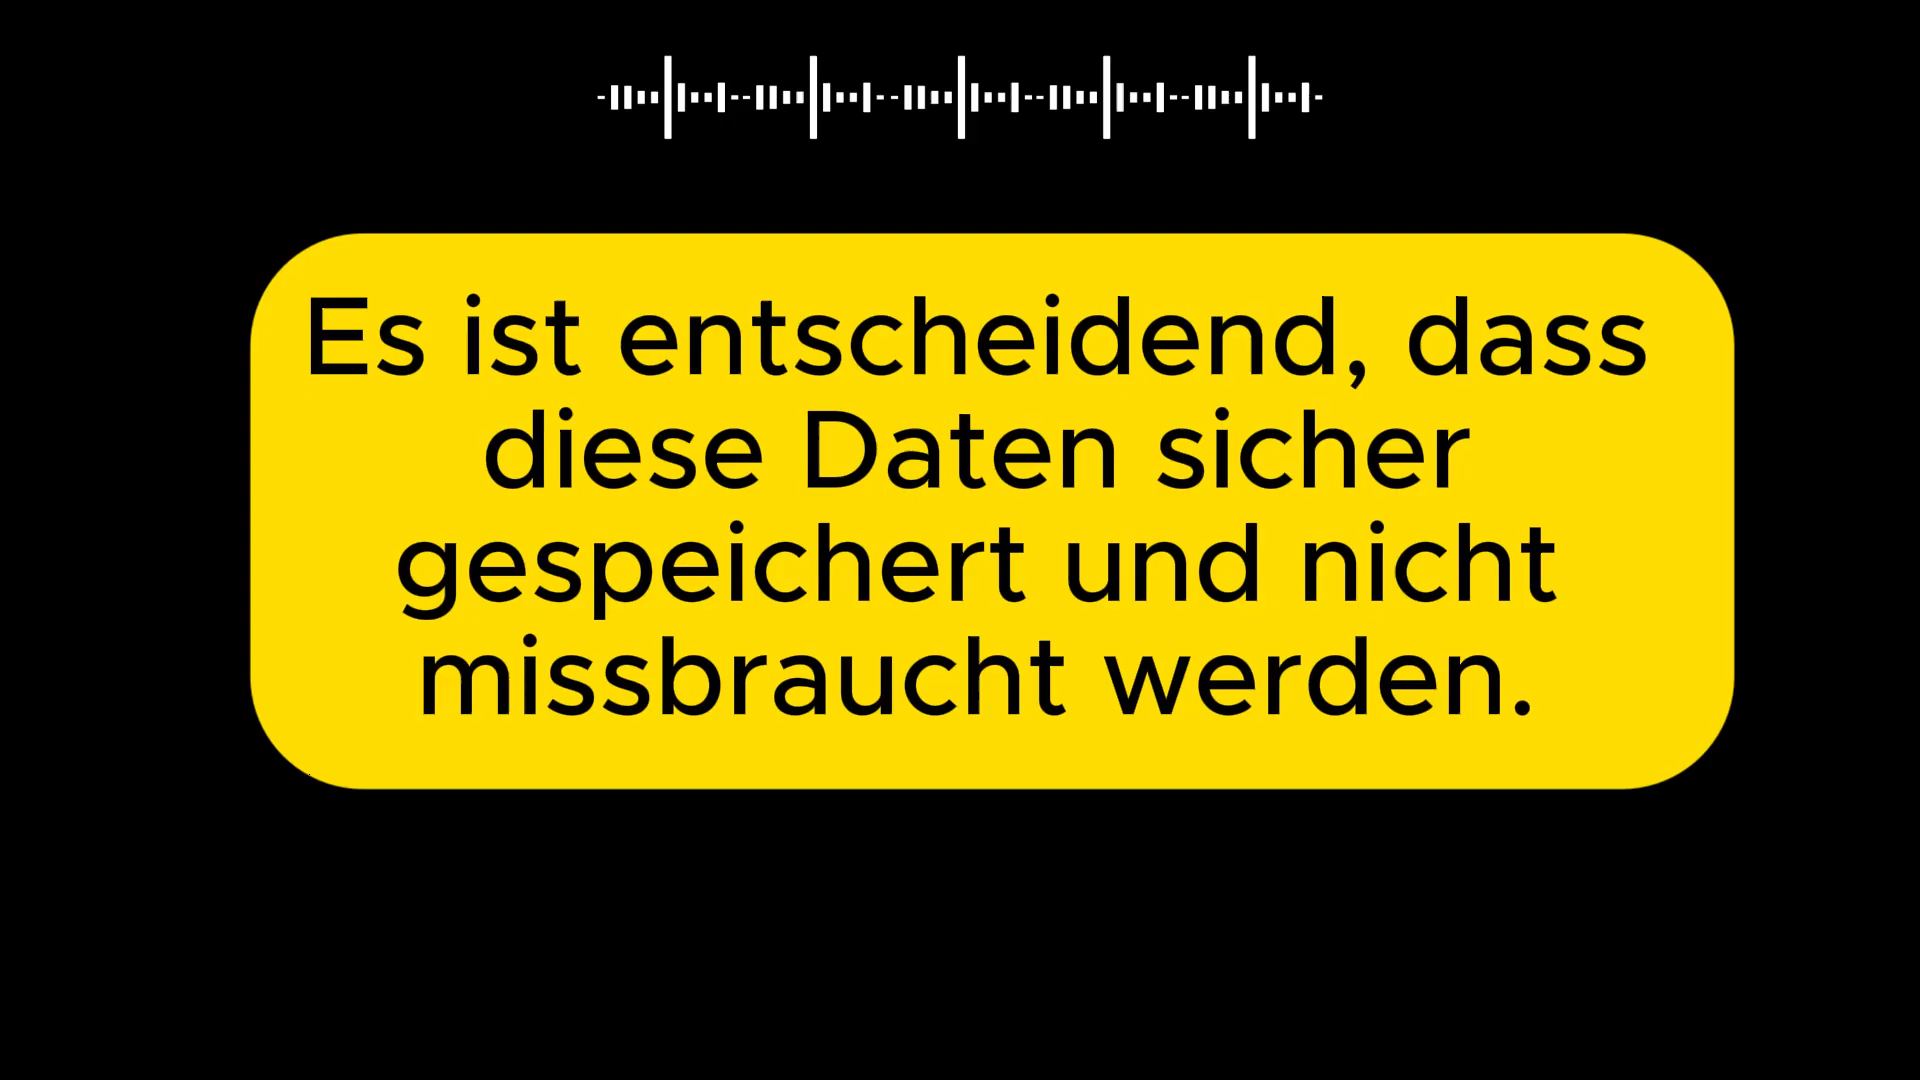 Es ist entscheidend, dass
diese Daten sicher
gespeichert und nicht
missbraucht werden.